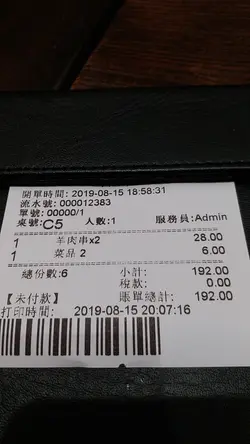 開單時間: 2019-08-15 18:58:31
流水號: 000012383
單號: 00000/1
桌號:C5 人數:1 服務員:Admin
1 羊肉串x2 28.00
1 菜品 2 6.00
總份數:6 小計: 192.00
稅款: 0.00
【未付款】 賬單總計: 192.00
打印時間: 2019-08-15 20:07:16